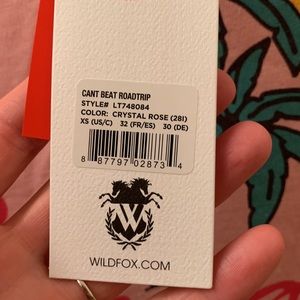 CANT BEAT ROADTRIP
STYLE# LT748084
COLOR: CRYSTAL ROSE (28I)
XS (US/C) 32 (FR/ES) 30 (DE)
8 87797 02873 4
W
WILDFOX.COM